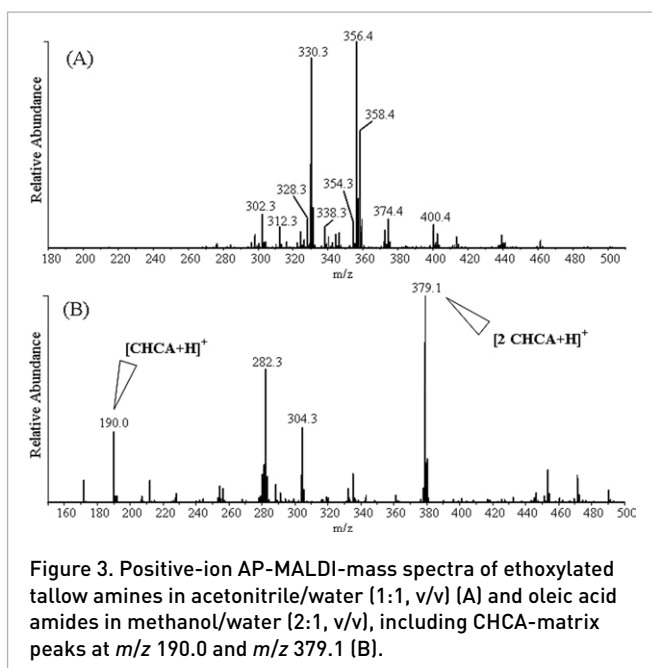 (A)
Relative Abundance
330.3
356.4
358.4
302.3
312.3
328.3
338.3
354.3
374.4
400.4
180 200 220 240 260 280 300 320 340 360 380 400 420 440 460 480 500
m/z
(B)
Relative Abundance
[CHCA+H]+
190.0
282.3
304.3
379.1
[2 CHCA+H]+
160 180 200 220 240 260 280 300 320 340 360 380 400 420 440 460 480 500
m/z
Figure 3. Positive-ion AP-MALDI-mass spectra of ethoxylated
tallow amines in acetonitrile/water (1:1, v/v) (A) and oleic acid
amides in methanol/water (2:1, v/v), including CHCA-matrix
peaks at m/z 190.0 and m/z 379.1 (B).